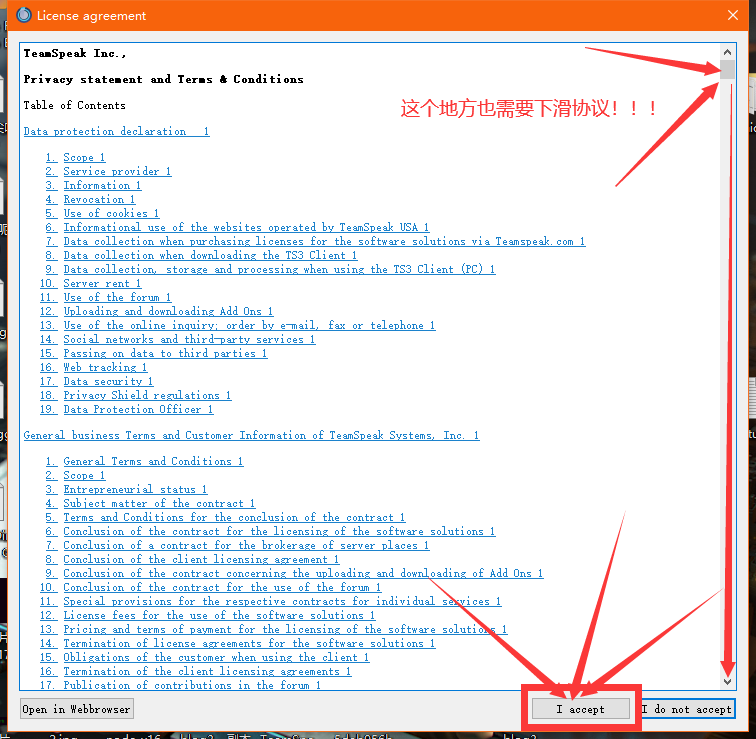 License agreement
TeamSpeak Inc.,
Privacy statement and Terms & Conditions
这个地方也需要下滑协议！！！
Table of Contents
Data protection declaration 1
1. Scope 1
2. Service provider 1
3. Information 1
4. Revocation 1
5. Use of cookies 1
6. Informational use of the websites operated by TeamSpeak USA 1
7. Data collection when purchasing licenses for the software solutions via Teamspeak.com 1
8. Data collection when downloading the TS3 Client 1
9. Data collection, storage and processing when using the TS3 Client (PC) 1
10. Server rent 1
11. Use of the forum 1
12. Uploading and downloading Add Ons 1
13. Use of the online inquiry; order by e-mail, fax or telephone 1
14. Social networks and third-party services 1
15. Passing on data to third parties 1
16. Web tracking 1
17. Data security 1
18. Privacy Shield regulations 1
19. Data Protection Officer 1
General business Terms and Customer Information of TeamSpeak Systems, Inc. 1
1. General Terms and Conditions 1
2. Scope 1
3. Entrepreneurial status 1
4. Subject matter of the contract 1
5. Terms and Conditions for the conclusion of the contract 1
6. Conclusion of the contract for the licensing of the software solutions 1
7. Conclusion of a contract for the brokerage of server places 1
8. Conclusion of the client licensing agreement 1
9. Conclusion of the contract concerning the uploading and downloading of Add Ons 1
10. Conclusion of the contract for the use of the forum 1
11. Special provisions for the respective contracts for individual services 1
12. License fees for the use of the software solutions 1
13. Pricing and terms of payment for the licensing of the software solutions 1
14. Termination of license agreements for the software solutions 1
15. Obligations of the customer when using the client 1
16. Termination of the client licensing agreements 1
17. Publication of contributions in the forum 1
Open in Webbrowser
I accept
I do not accept